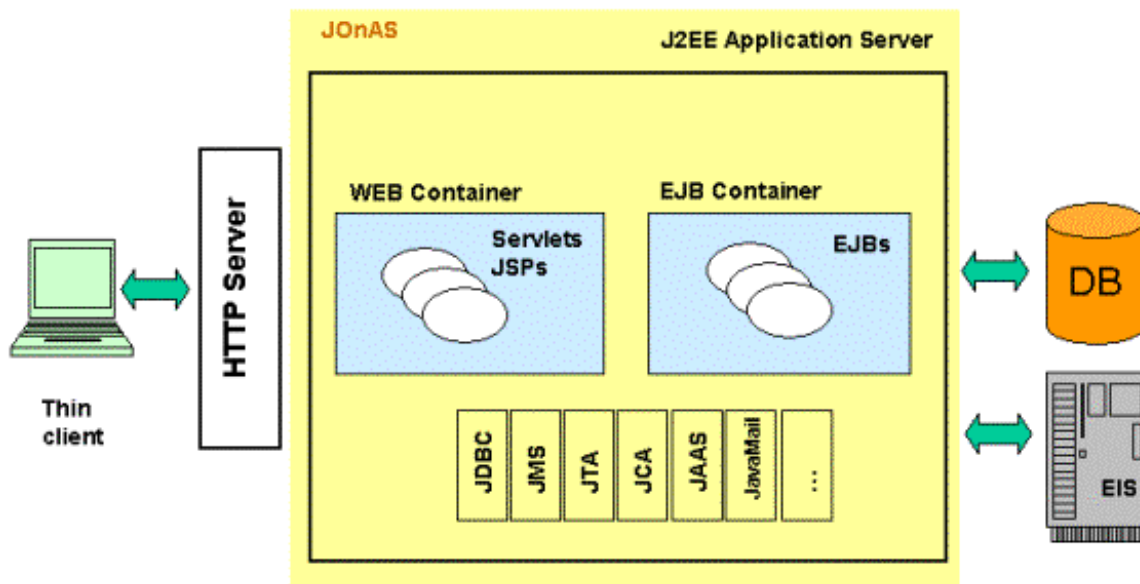 JOnAS
J2EE Application Server
WEB Container
EJB Container
Servlets
JSPs
EJBs
HTTP Server
Thin
client
DB
EIS
JDBC
JMS
JTA
JCA
JAAS
JavaMail
...